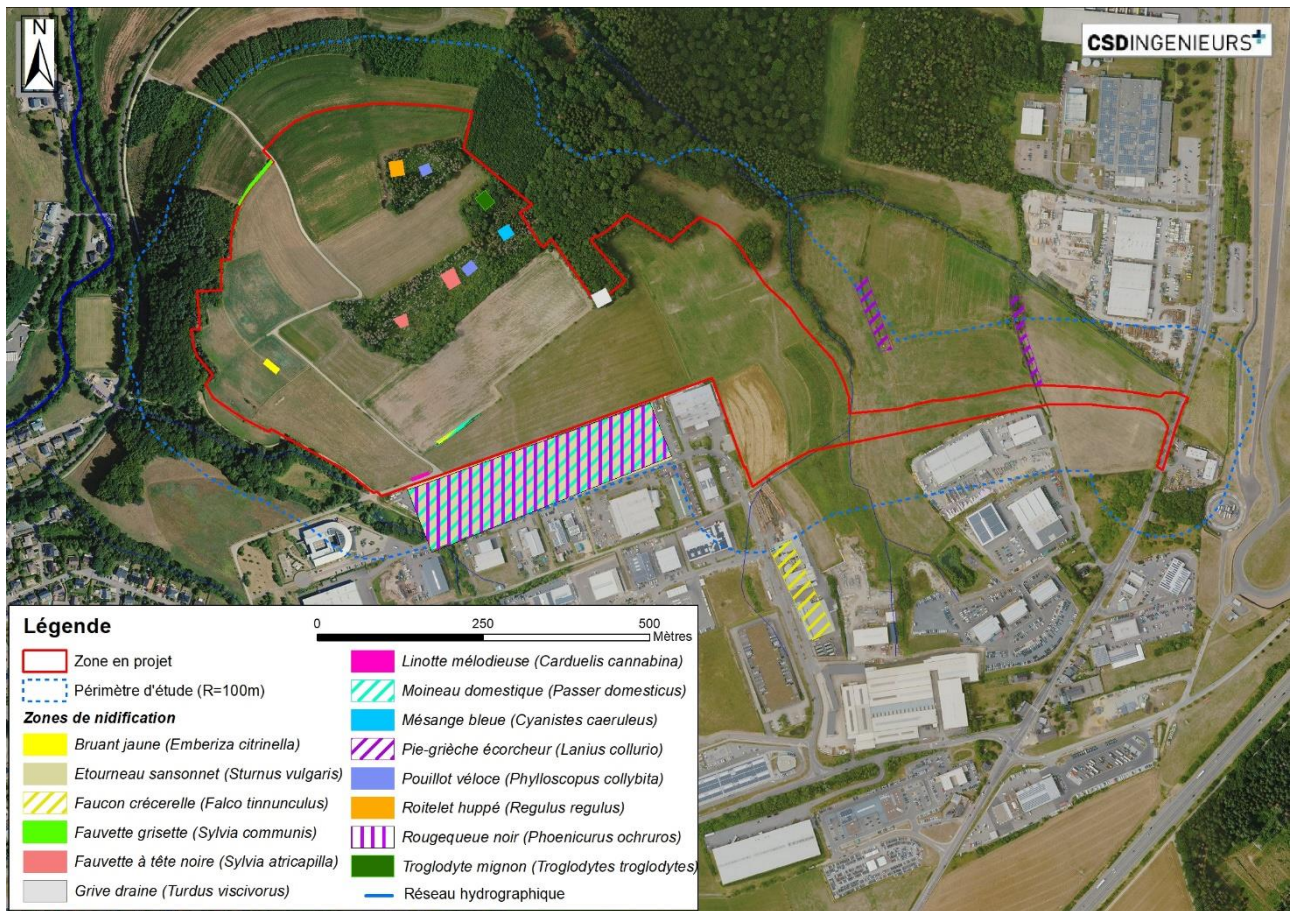 N
CSDINGENIEURS+
Légende
Zone en projet
Périmètre d'étude (R=100m)
Zones de nidification
Bruant jaune (Emberiza citrinella)
Etourneau sansonnet (Sturnus vulgaris)
Faucon crécerelle (Falco tinnunculus)
Fauvette grisette (Sylvia communis)
Fauvette à tête noire (Sylvia atricapilla)
Grive draine (Turdus viscivorus)
0 250 500
Mètres
Linotte mélodieuse (Carduelis cannabina)
Moineau domestique (Passer domesticus)
Mésange bleue (Cyanistes caeruleus)
Pie-grièche écorcheur (Lanius collurio)
Pouillot véloce (Phylloscopus collybita)
Roitelet huppé (Regulus regulus)
Rougequeue noir (Phoenicurus ochruros)
Troglodyte mignon (Troglodytes troglodytes)
Réseau hydrographique